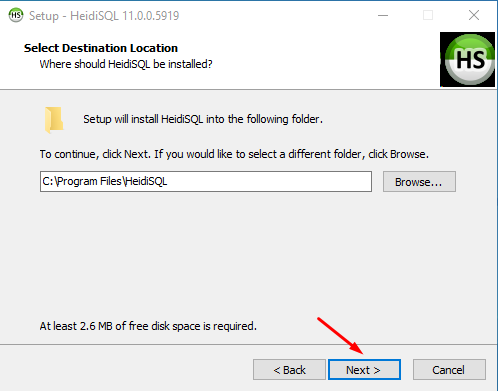 Setup - HeidiSQL 11.0.0.5919
Select Destination Location
Where should HeidiSQL be installed?
HS
Setup will install HeidiSQL into the following folder.
To continue, click Next. If you would like to select a different folder, click Browse.
C:\Program Files\HeidiSQL
Browse...
At least 2.6 MB of free disk space is required.
< Back
Next >
Cancel